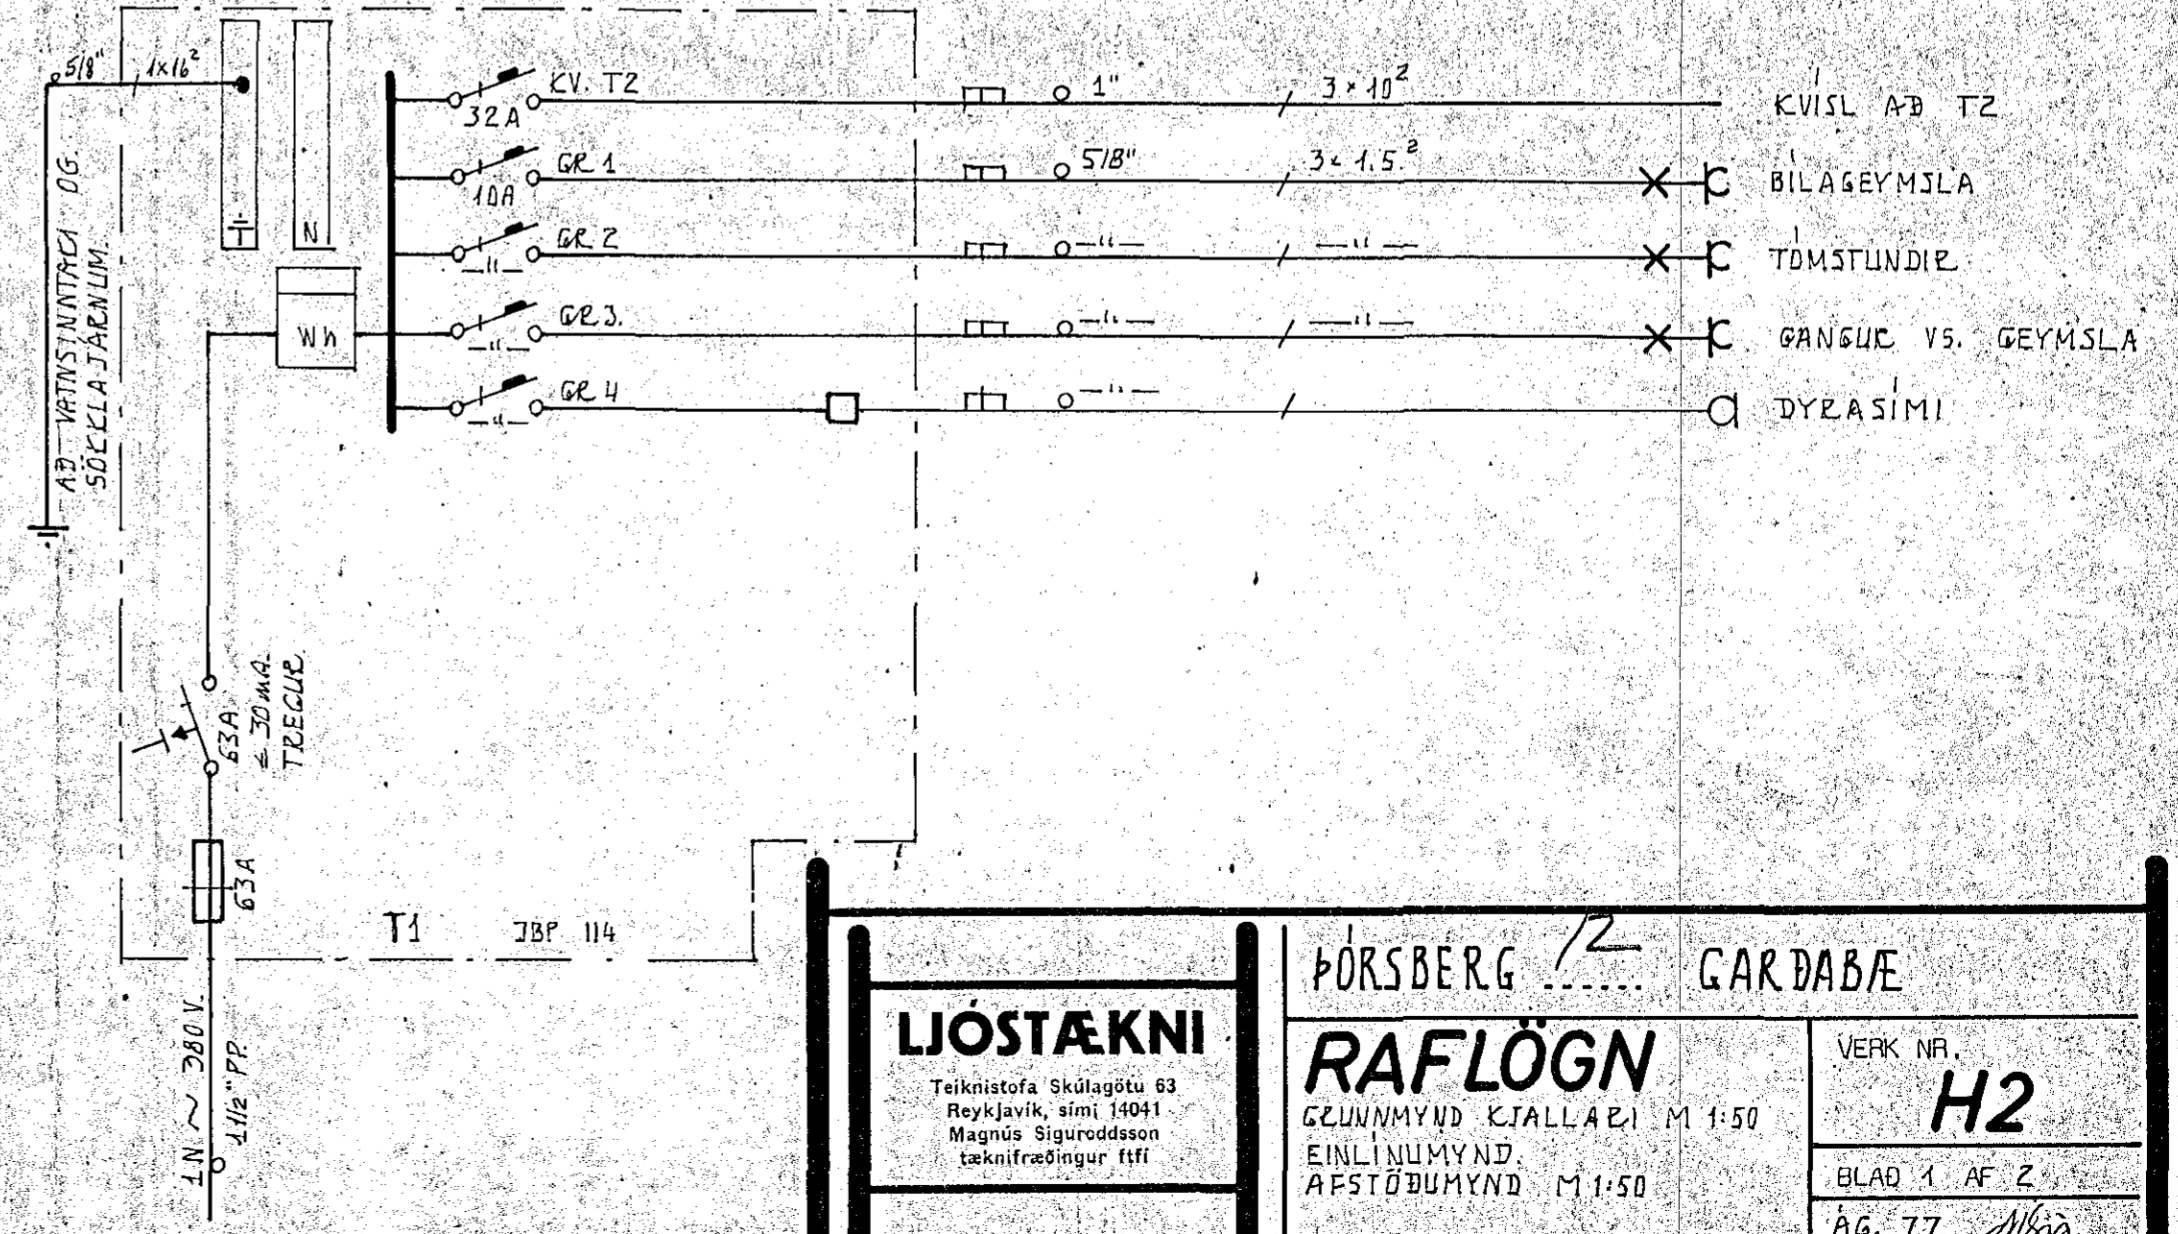 5/8" 1x16²
AÐ VATNSINNTAKI OG.
SÖKKLAJÁRNUM.
N
Wh
KV. T2
32A
1" 3 × 10²
KVÍSL AÐ T2
GR 1
10A
5/8" 3 × 1.5²
BÍLAGEYMSLA
GR 2
—"—
—"— —"—
TÓMSTUNDIR
GR 3.
—"—
—"— —"—
GANGUR VS. GEYMSLA
GR 4
—"—
—"—
DYRASÍMI
63A
≤ 30mA.
TREGUR.
63A
T1 JBP 114
1 N ~ 380 V.
1 1/2" PP.
ÞÓRSBERG 12 GARÐABÆ
LJÓSTÆKNI
Teiknistofa Skúlagötu 63
Reykjavík, sími 14041
Magnús Siguroddsson
tæknifræðingur ftfí
RAFLÖGN
GRUNNMYND KJALLARI M 1:50
EINLÍNUMYND.
AFSTÖÐUMYND M 1:50
VERK NR.
H2
BLAÐ 1 AF 2
ÁG. 77